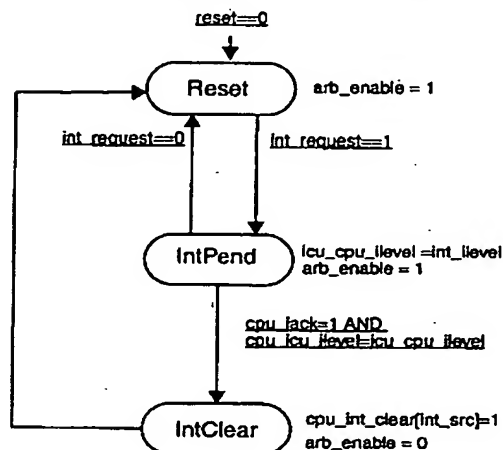 reset==0
Reset
arb_enable = 1
int_request==0
int_request==1
IntPend
icu_cpu_ilevel =int_ilevel
arb_enable = 1
cpu_iack=1 AND
cpu_icu_ilevel=icu_cpu_ilevel
IntClear
cpu_int_clear[int_src]=1
arb_enable = 0